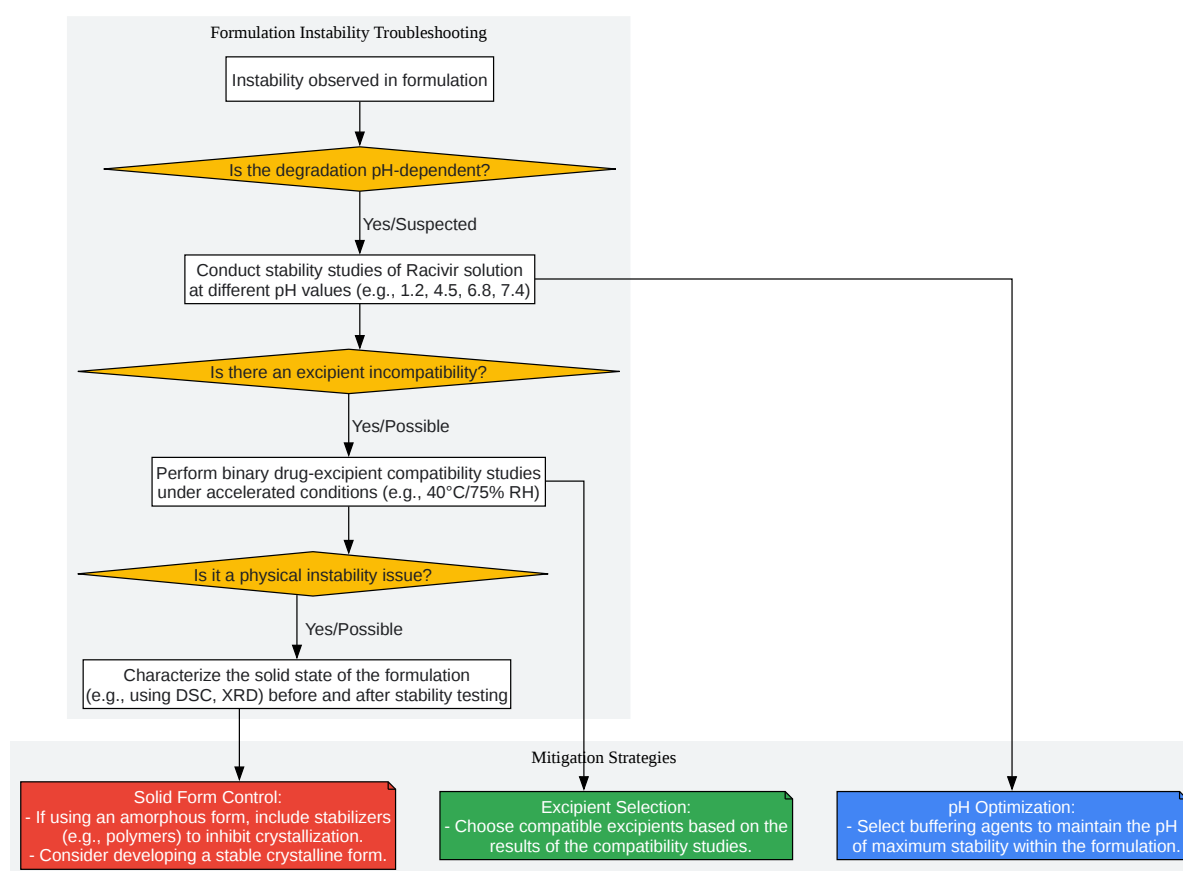 Formulation Instability Troubleshooting
Instability observed in formulation
Is the degradation pH-dependent?
Yes/Suspected
Conduct stability studies of Racivir solution
at different pH values (e.g., 1.2, 4.5, 6.8, 7.4)
Is there an excipient incompatibility?
Yes/Possible
Perform binary drug-excipient compatibility studies
under accelerated conditions (e.g., 40°C/75% RH)
Is it a physical instability issue?
Yes/Possible
Characterize the solid state of the formulation
(e.g., using DSC, XRD) before and after stability testing
Mitigation Strategies
Solid Form Control:
- If using an amorphous form, include stabilizers
(e.g., polymers) to inhibit crystallization.
- Consider developing a stable crystalline form.
Excipient Selection:
- Choose compatible excipients based on the
results of the compatibility studies.
pH Optimization:
- Select buffering agents to maintain the pH
of maximum stability within the formulation.